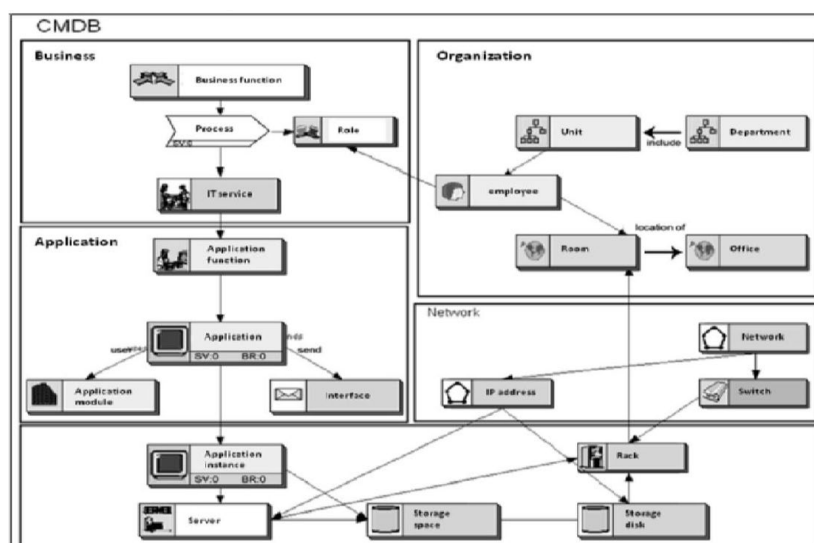 CMDB
Business
Business function
Process
SV:0
Role
IT service
Organization
Unit
include
Department
employee
location of
Room
Office
Application
Application
function
Application
SV:0 BR:0
send
Application
module
Interface
Network
Network
IP address
Switch
Application
instance
SV:0 BR:0
Rack
Server
Storage
space
Storage
disk